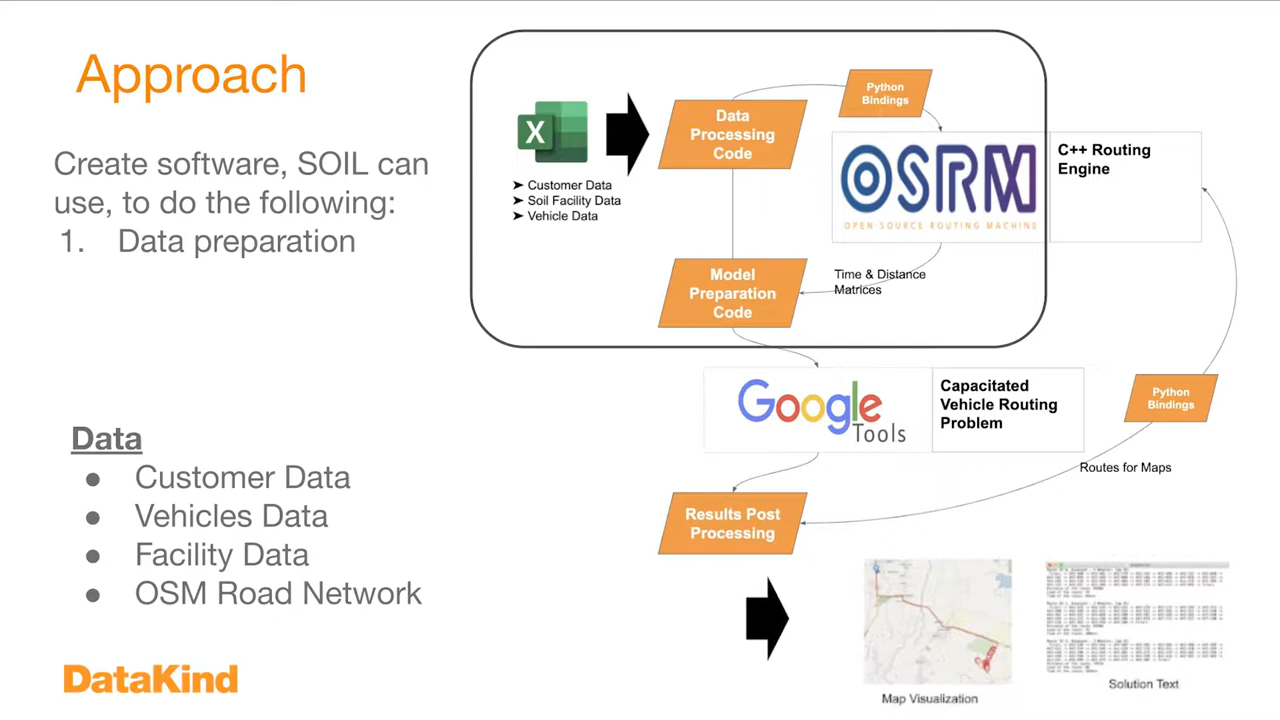 Approach
Create software, SOIL can
use, to do the following:
1. Data preparation
Data
● Customer Data
● Vehicles Data
● Facility Data
● OSM Road Network
DataKind
X
➤ Customer Data
➤ Soil Facility Data
➤ Vehicle Data
Data
Processing
Code
Python
Bindings
OSRM
OPEN SOURCE ROUTING MACHINE
C++ Routing
Engine
Model
Preparation
Code
Time & Distance
Matrices
Google
Tools
Capacitated
Vehicle Routing
Problem
Python
Bindings
Routes for Maps
Results Post
Processing
Map Visualization
Solution Text